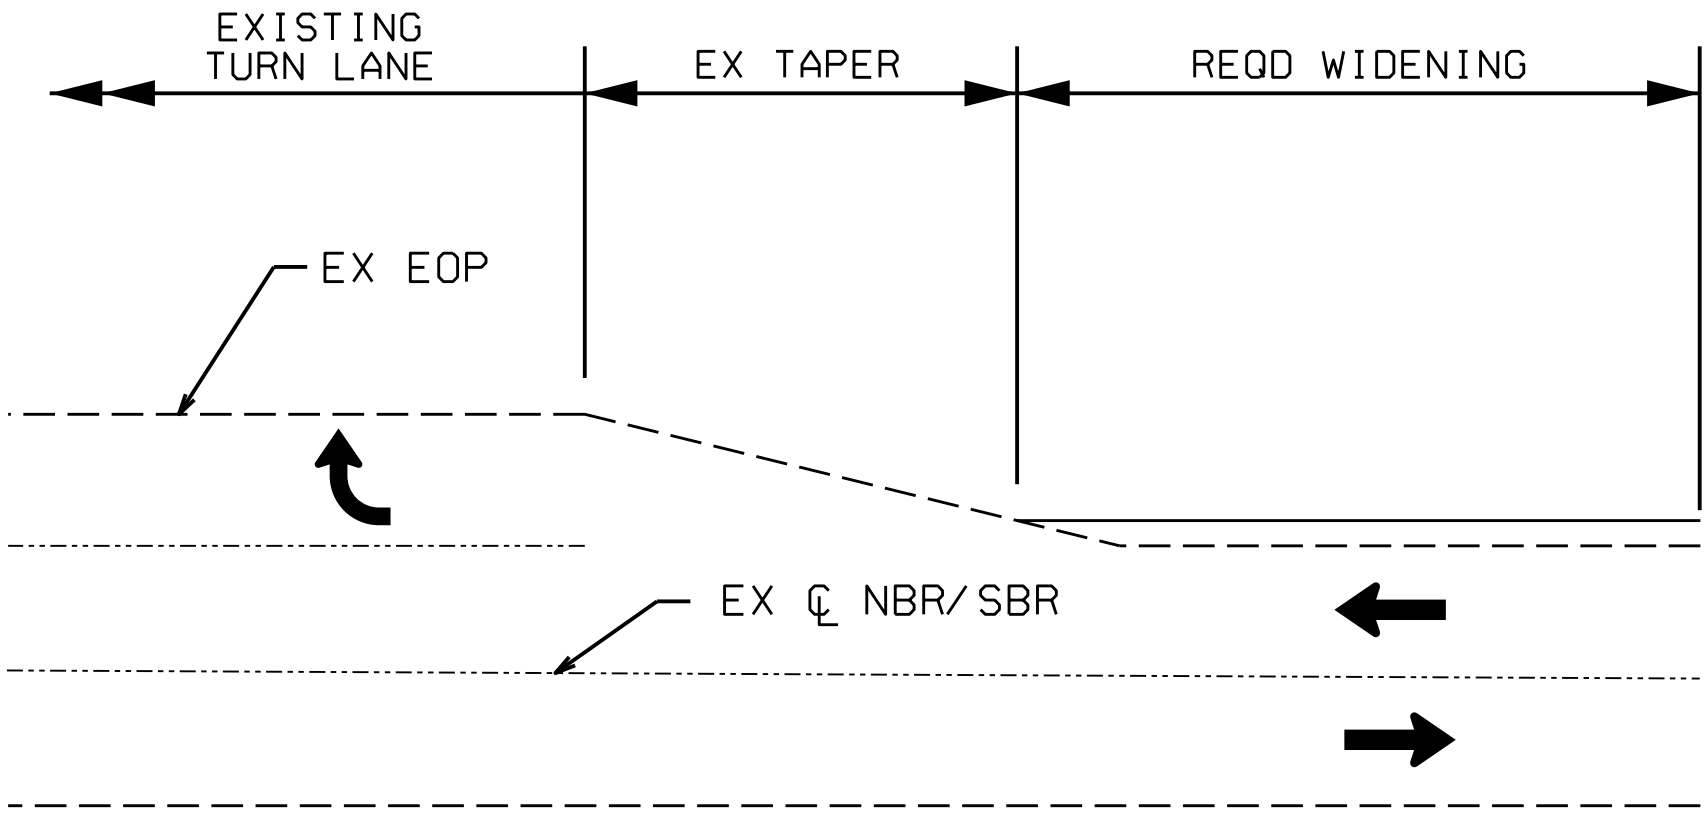 EXISTING
TURN LANE
EX TAPER
REQD WIDENING
EX EOP
EX ℄ NBR/SBR